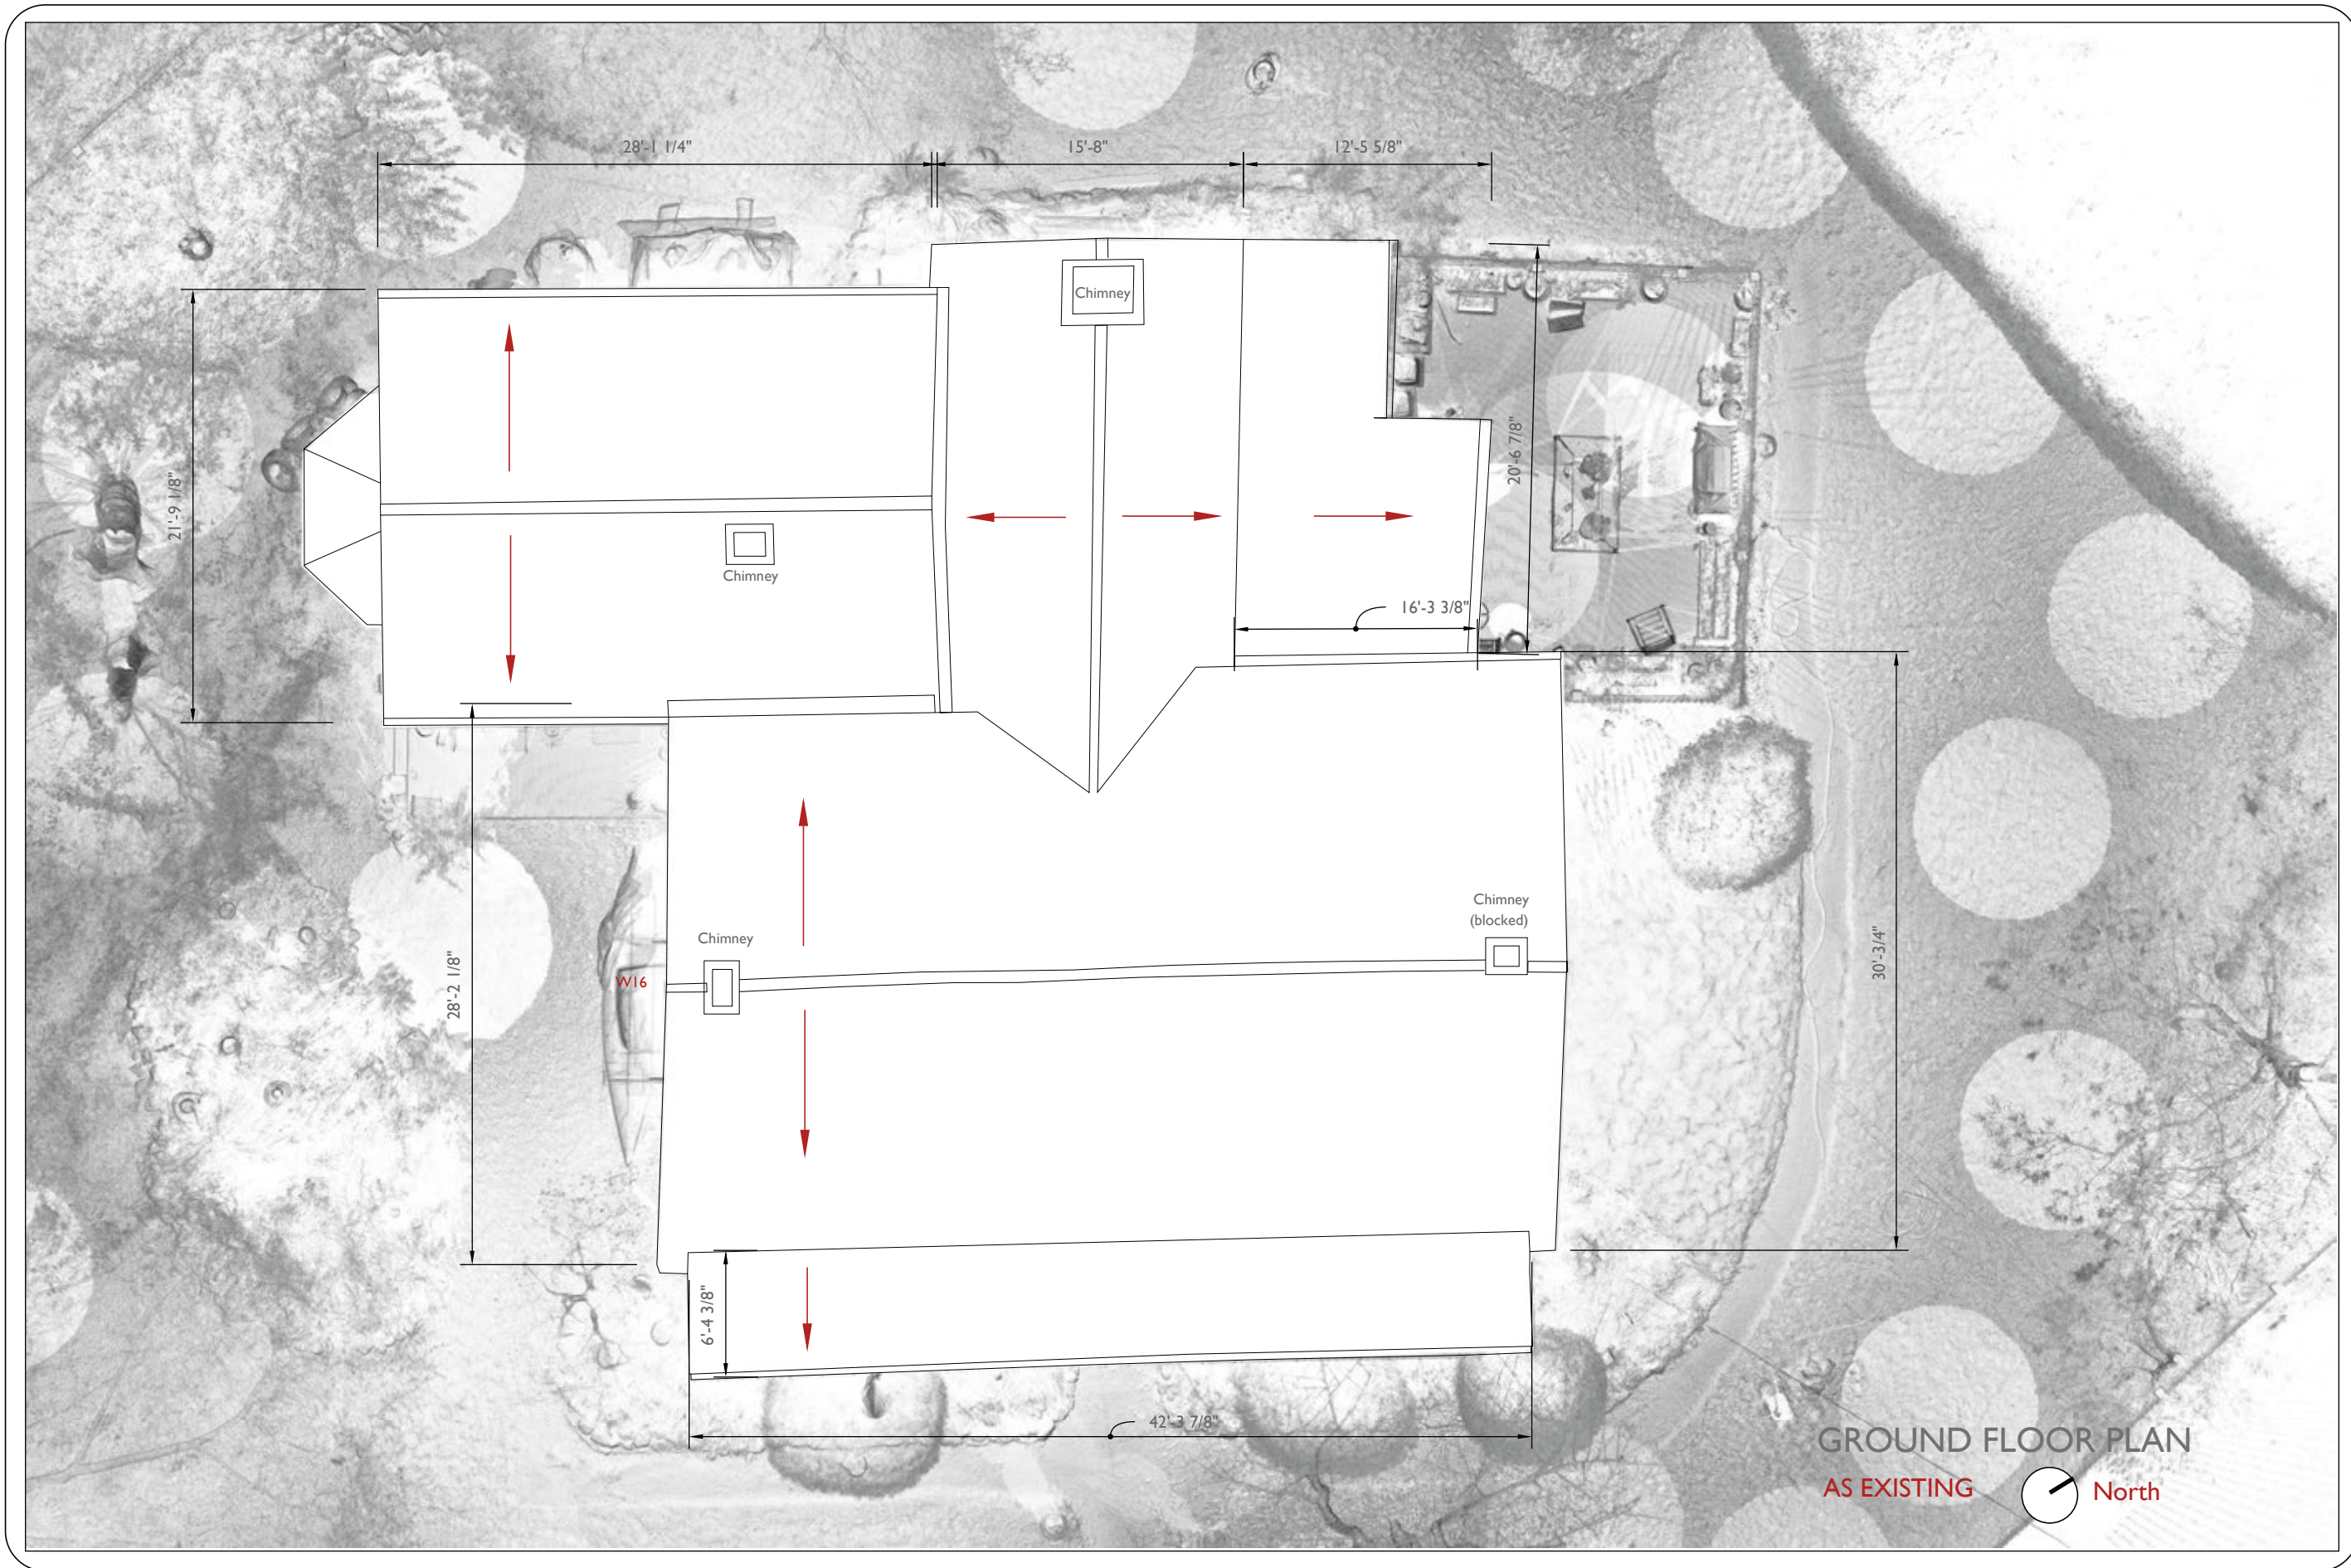 28'-1 1/4"
15'-8"
12'-5 5/8"
Chimney
21'-9 1/8"
20'-6 7/8"
Chimney
16'-3 3/8"
Chimney
(blocked)
Chimney
28'-2 1/8"
W16
30'-3/4"
6'-4 3/8"
42'-3 7/8"
GROUND FLOOR PLAN
AS EXISTING
North